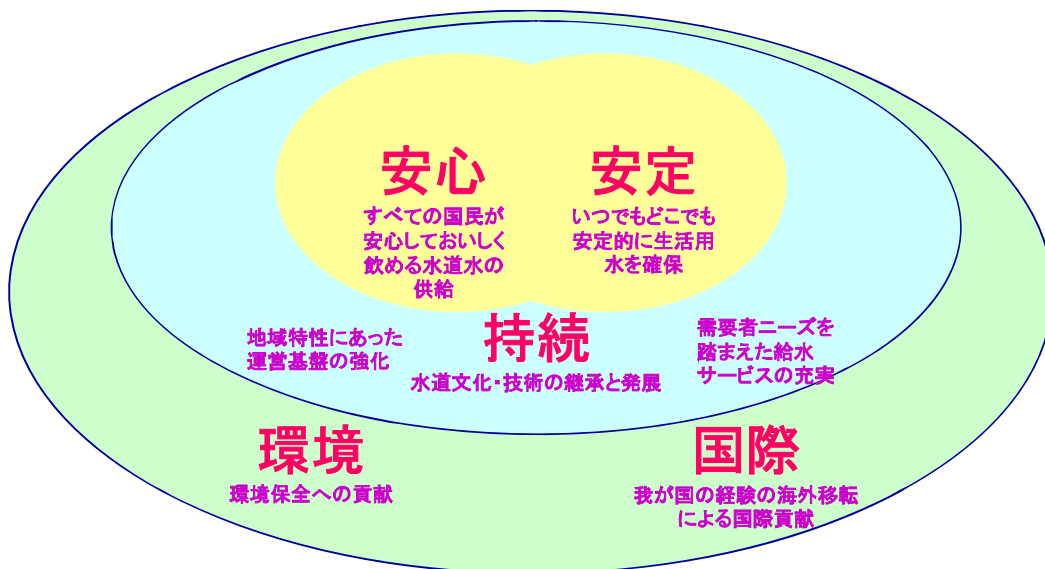 安心
すべての国民が
安心しておいしく
飲める水道水の
供給
安定
いつでもどこでも
安定的に生活用
水を確保
持続
水道文化・技術の継承と発展
地域特性にあった
運営基盤の強化
需要者ニーズを
踏まえた給水
サービスの充実
環境
環境保全への貢献
国際
我が国の経験の海外移転
による国際貢献